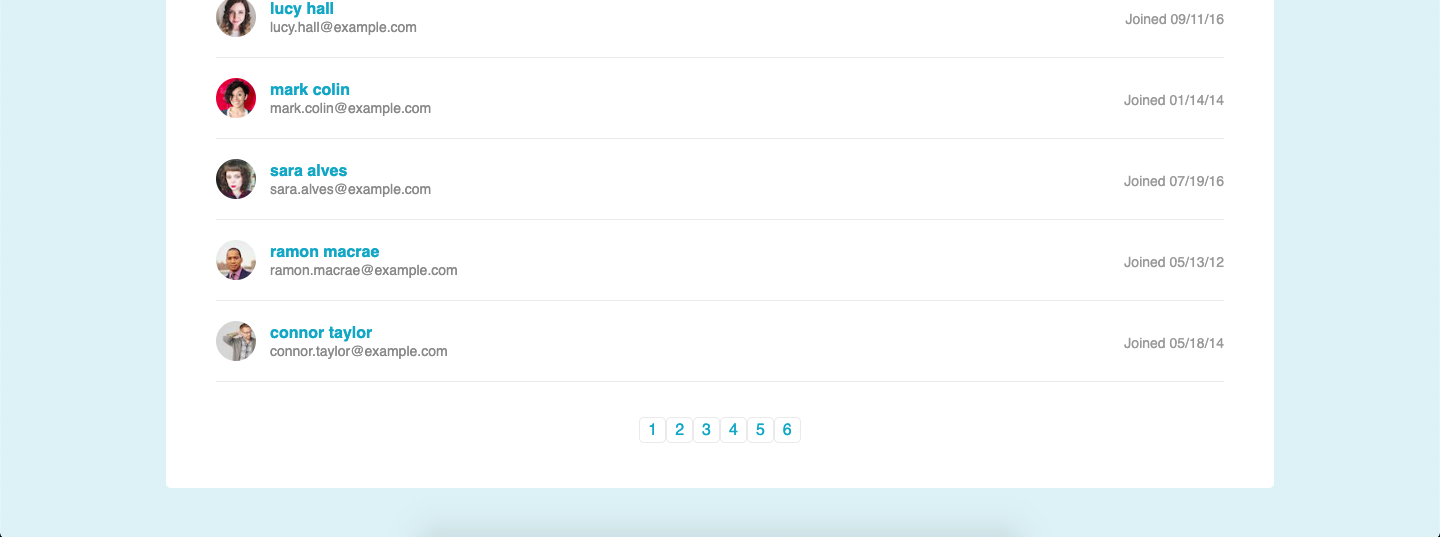 lucy hall
lucy.hall@example.com
Joined 09/11/16
mark colin
mark.colin@example.com
Joined 01/14/14
sara alves
sara.alves@example.com
Joined 07/19/16
ramon macrae
ramon.macrae@example.com
Joined 05/13/12
connor taylor
connor.taylor@example.com
Joined 05/18/14
1 2 3 4 5 6